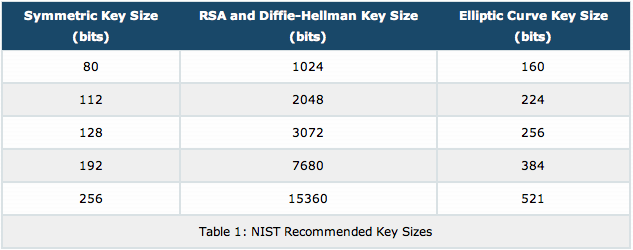 Symmetric Key Size (bits) RSA and Diffie-Hellman Key Size (bits) Elliptic Curve Key Size (bits)
80 1024 160
112 2048 224
128 3072 256
192 7680 384
256 15360 521
Table 1: NIST Recommended Key Sizes